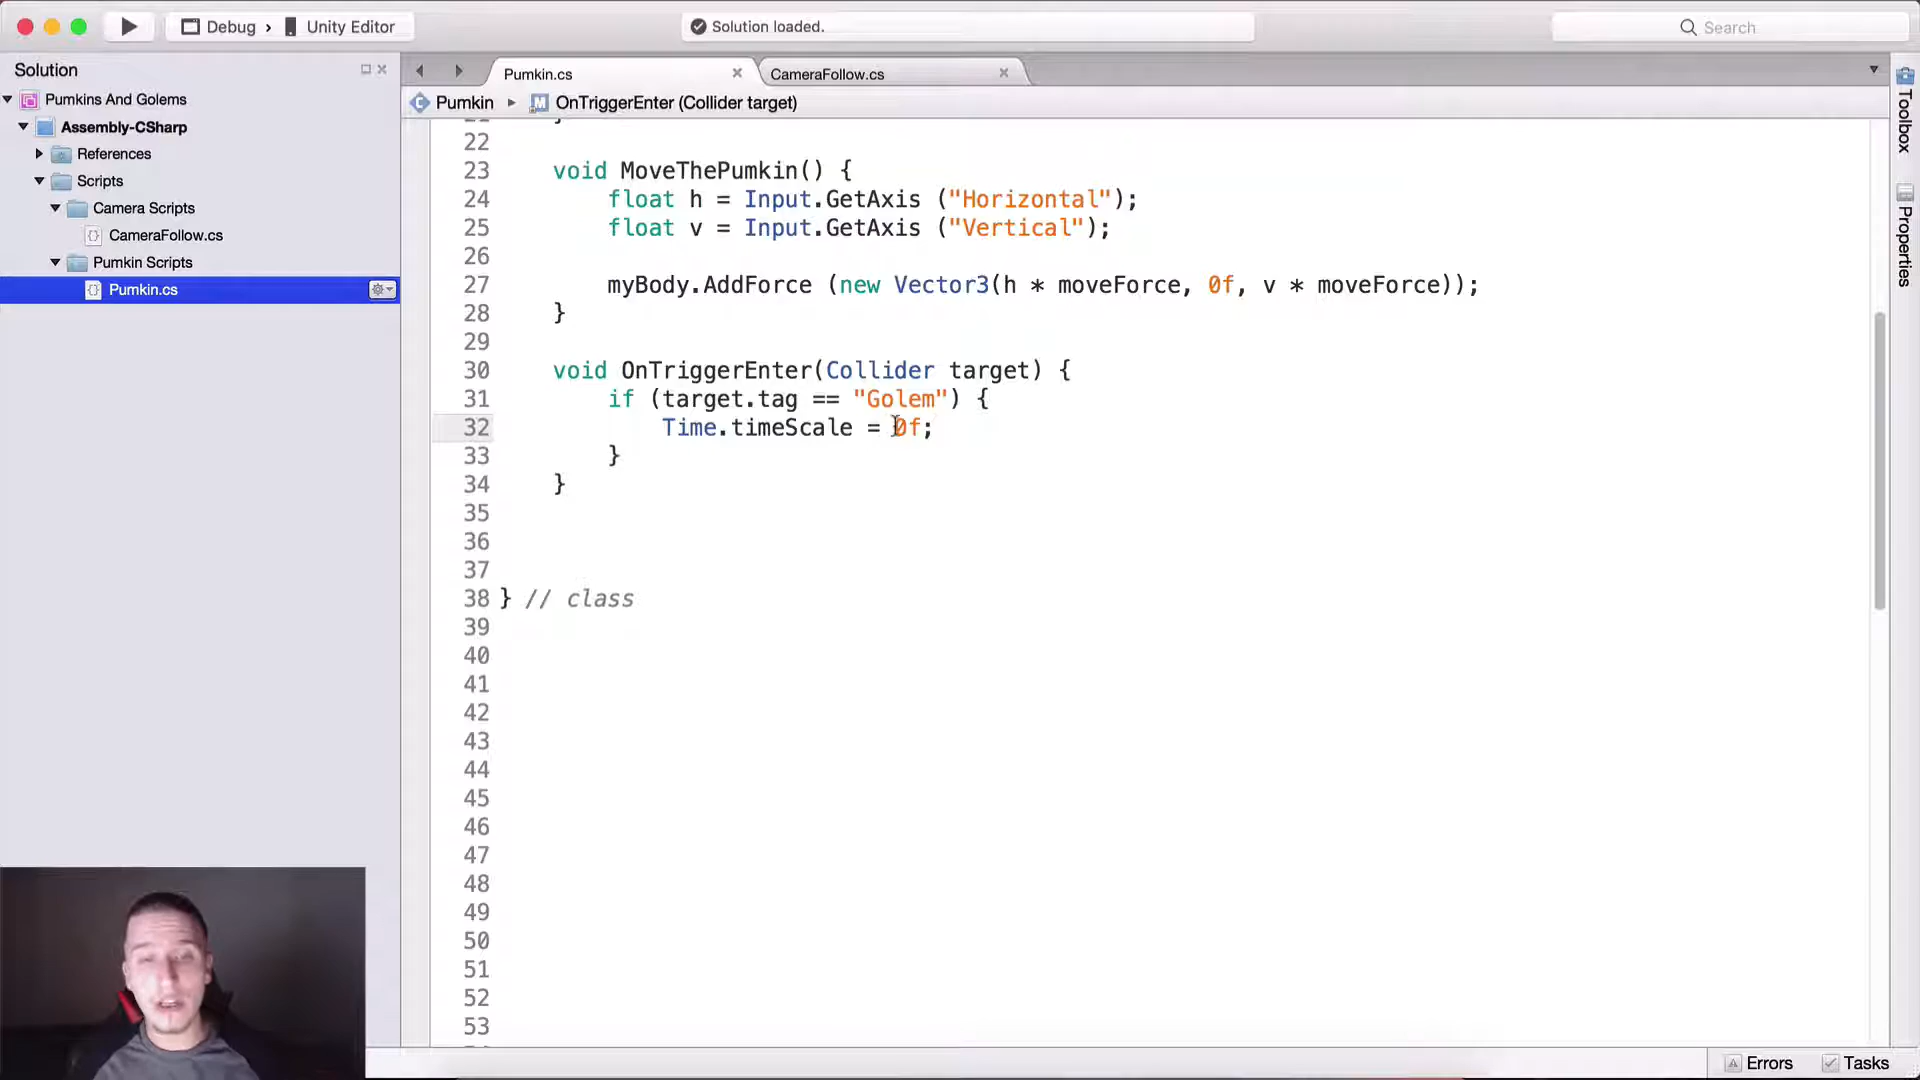 Debug › Unity Editor
Solution loaded.
Search
Solution
Pumkins And Golems
Assembly-CSharp
References
Scripts
Camera Scripts
CameraFollow.cs
Pumkin Scripts
Pumkin.cs
Pumkin.cs
CameraFollow.cs
Pumkin ▸ OnTriggerEnter (Collider target)
22
23 void MoveThePumkin() {
24 float h = Input.GetAxis ("Horizontal");
25 float v = Input.GetAxis ("Vertical");
26
27 myBody.AddForce (new Vector3(h * moveForce, 0f, v * moveForce));
28 }
29
30 void OnTriggerEnter(Collider target) {
31 if (target.tag == "Golem") {
32 Time.timeScale = 0f;
33 }
34 }
35
36
37
38 } // class
39
40
41
42
43
44
45
46
47
48
49
50
51
52
53
Toolbox
Properties
Errors
Tasks